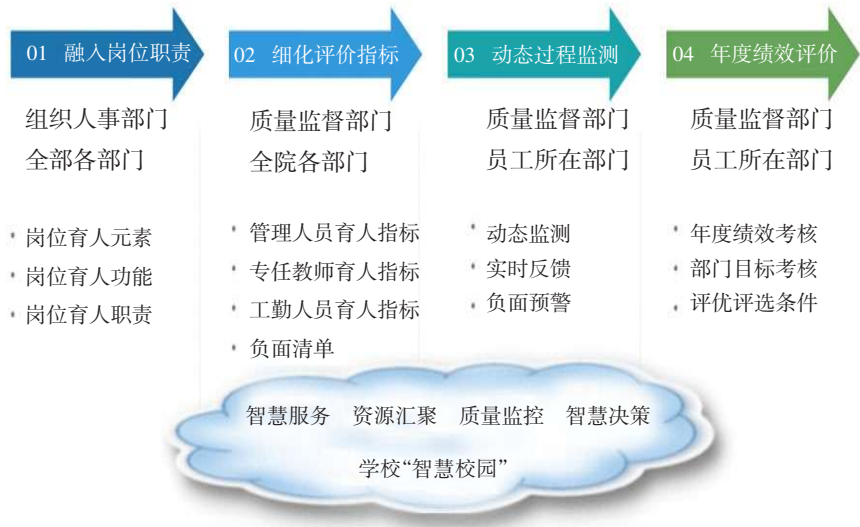 01 融入岗位职责
组织人事部门
全部各部门
岗位育人元素
岗位育人功能
岗位育人职责
02 细化评价指标
质量监督部门
全院各部门
管理人员育人指标
专任教师育人指标
工勤人员育人指标
负面清单
03 动态过程监测
质量监督部门
员工所在部门
动态监测
实时反馈
负面预警
04 年度绩效评价
质量监督部门
员工所在部门
年度绩效考核
部门目标考核
评优评选条件
智慧服务 资源汇聚 质量监控 智慧决策
学校“智慧校园”